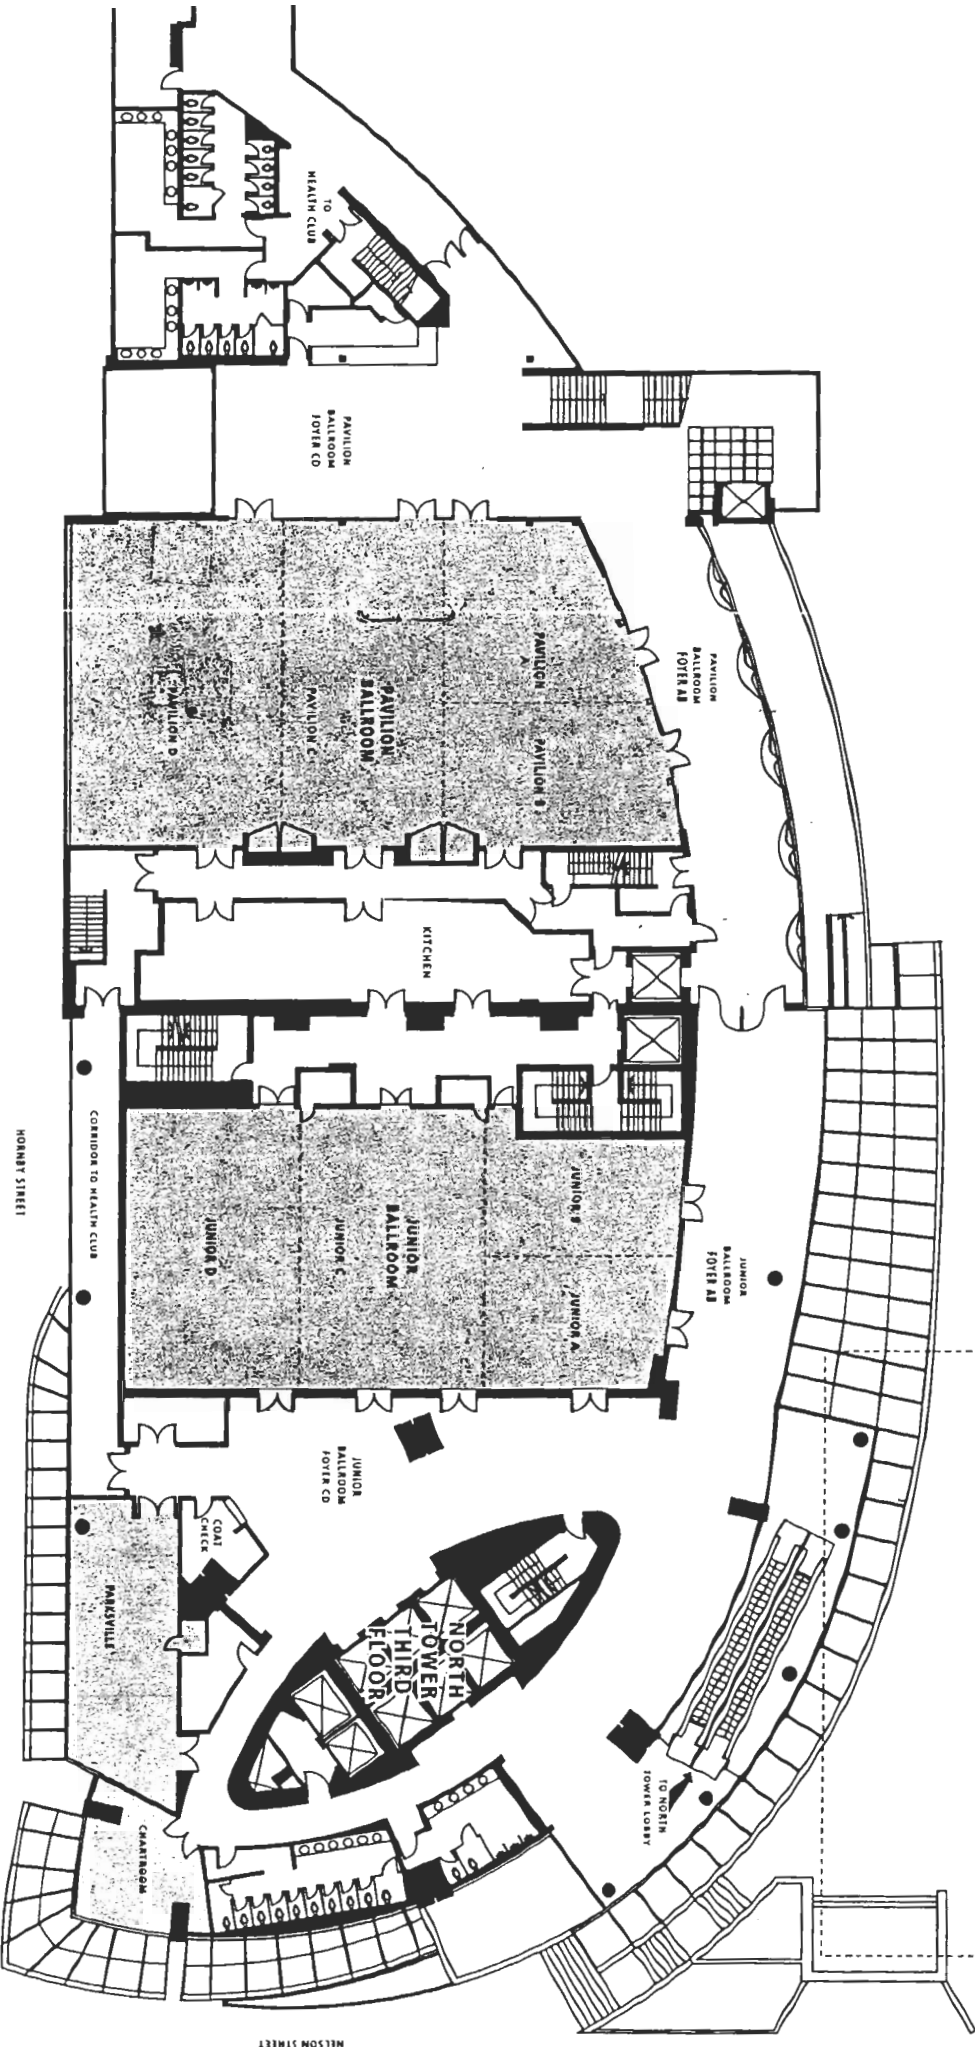 TO
HEALTH CLUB
PAVILION
BALLROOM
FOYER CD
PAVILION
BALLROOM
FOYER AB
PAVILION
A
PAVILION B
PAVILION
BALLROOM
PAVILION C
PAVILION D
KITCHEN
CORRIDOR TO HEALTH CLUB
HORNBY STREET
JUNIOR B
JUNIOR A
JUNIOR
BALLROOM
JUNIOR C
JUNIOR D
JUNIOR
BALLROOM
FOYER AB
JUNIOR
BALLROOM
FOYER CD
COAT
CHECK
PARKSVILLE
NORTH
TOWER
THIRD
FLOOR
TO NORTH
TOWER LOBBY
CHARTROOM
NELSON STREET